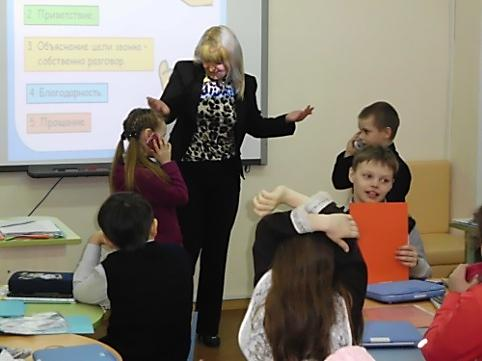 2. Приветствие.
3. Объяснение цели звонка -
собственно разговор.
4. Благодарность.
5. Прощание.